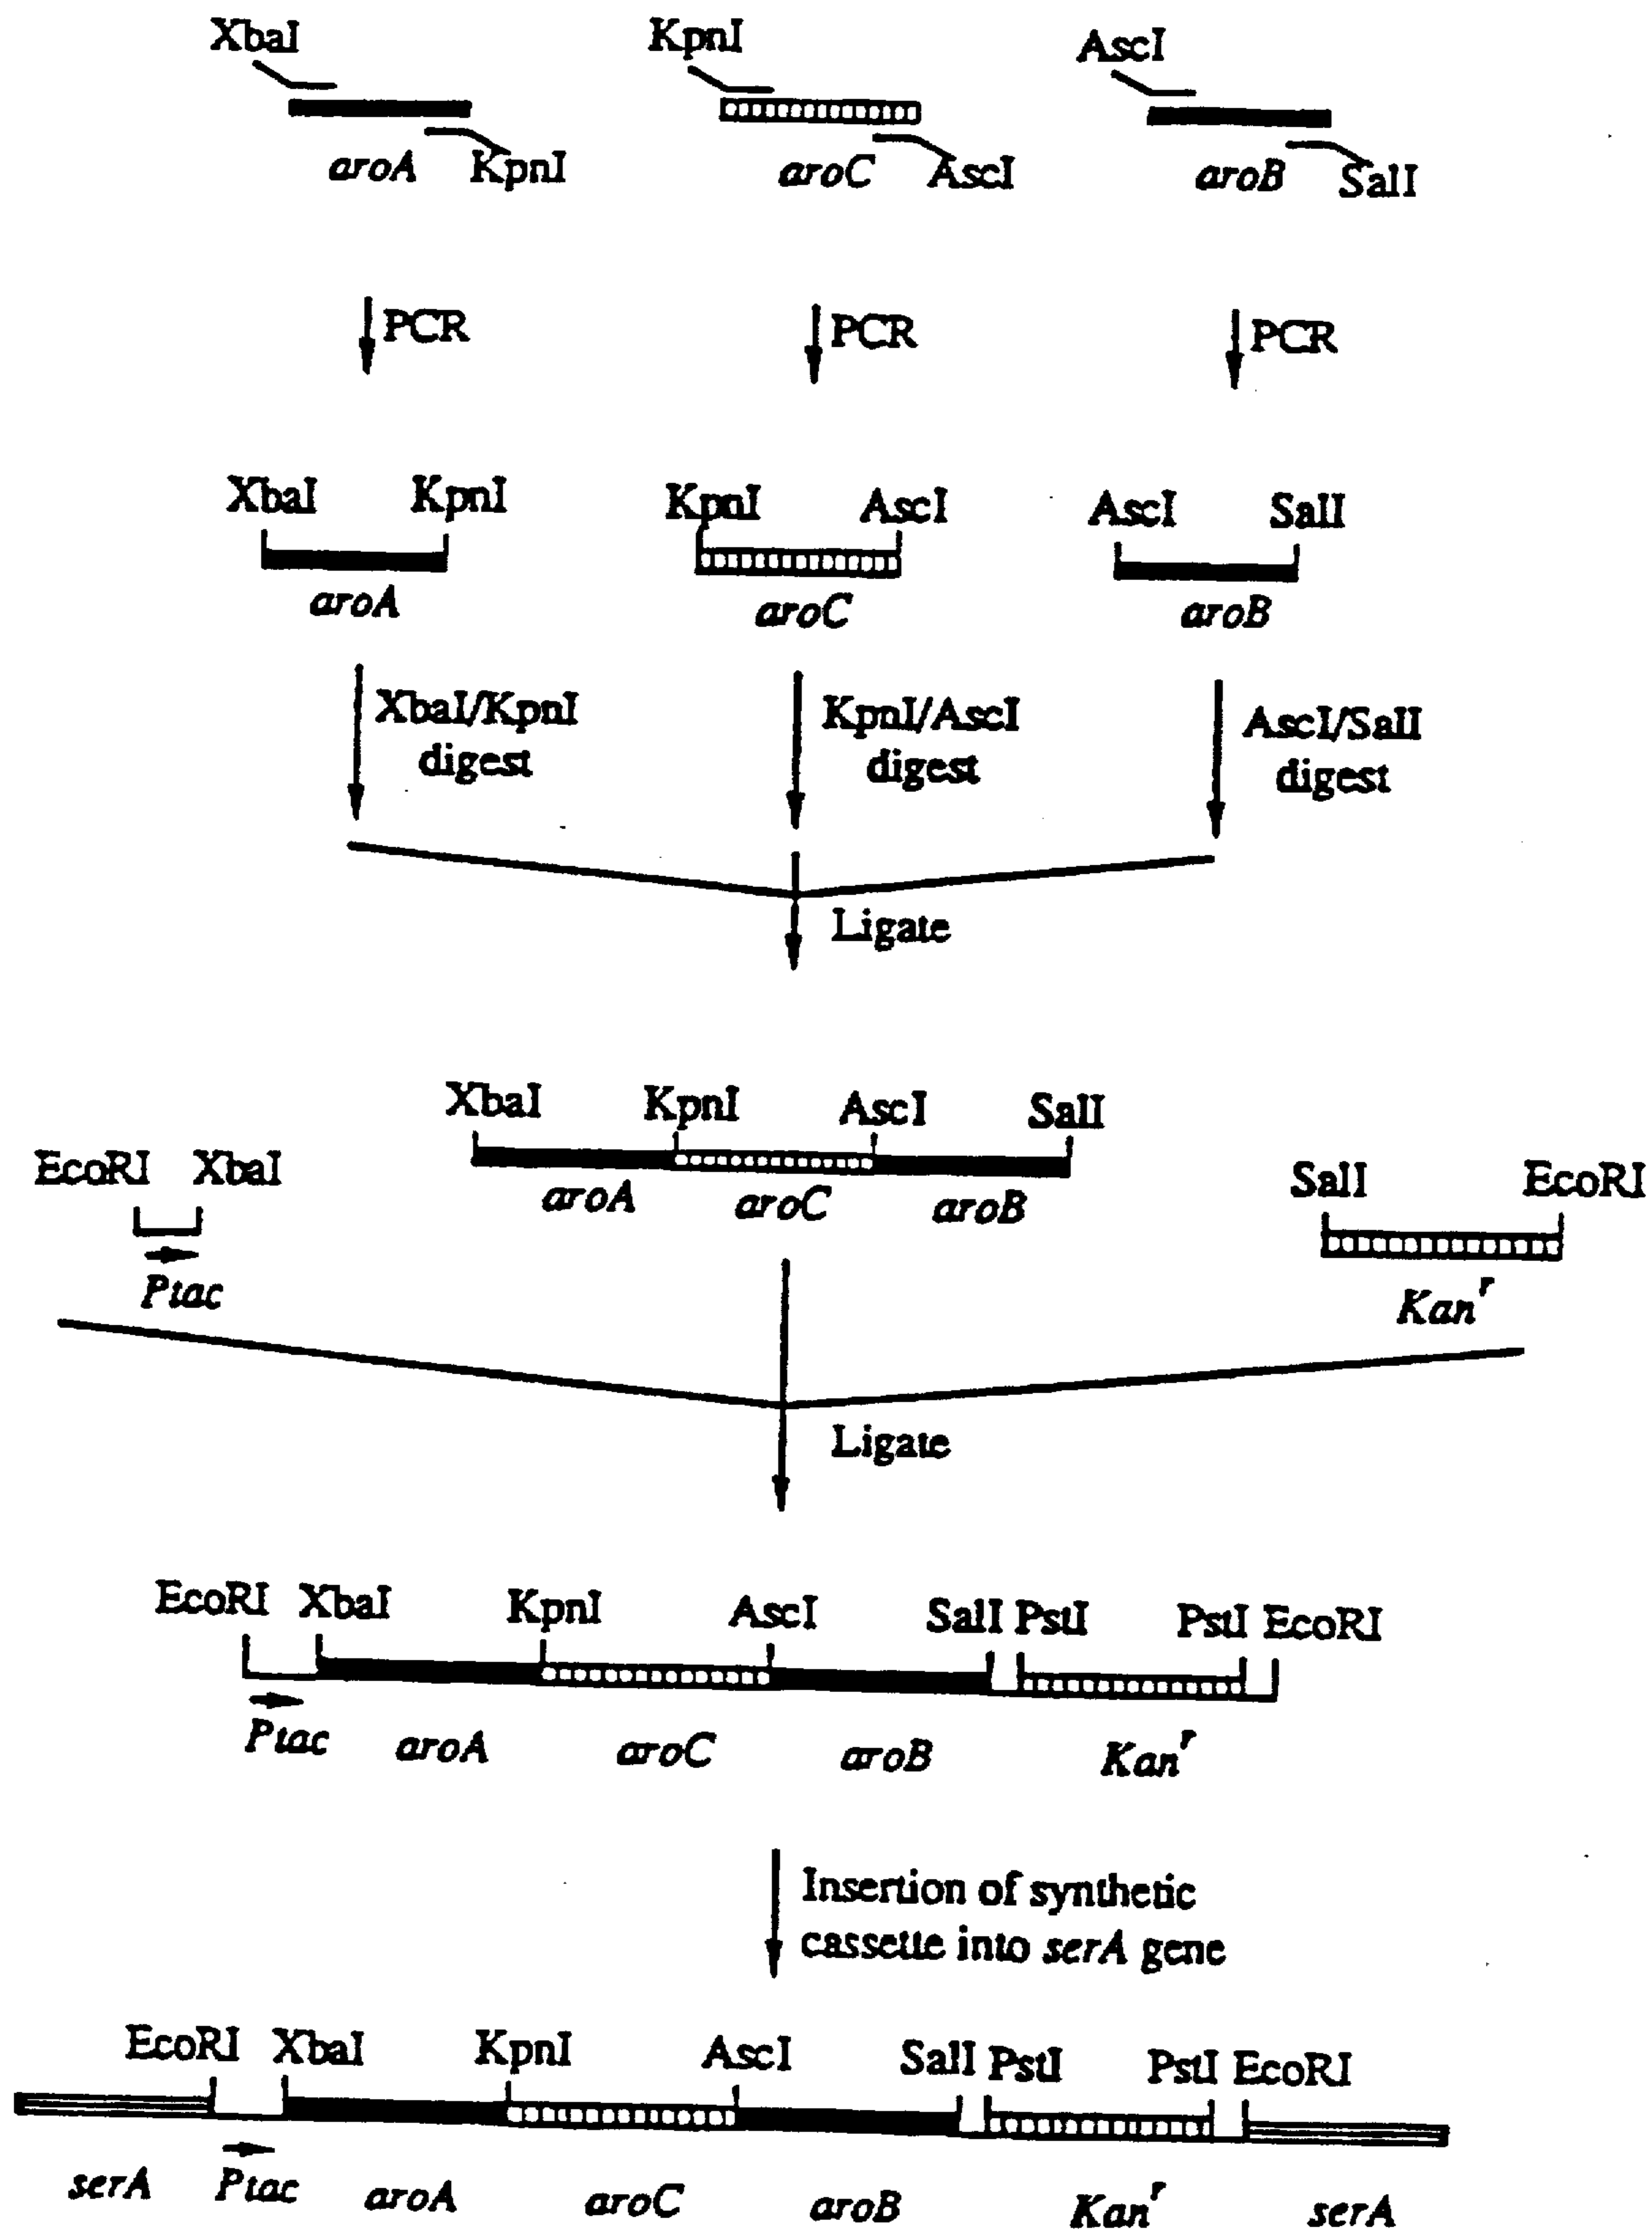 XbaI KpnI AscI
aroA KpnI aroC AscI aroB SalI
PCR PCR PCR
XbaI KpnI KpnI AscI AscI SalI
aroA aroC aroB
XbaI/KpnI KpnI/AscI AscI/SalI
digest digest digest
Ligate
XbaI KpnI AscI SalI
EcoRI XbaI SalI EcoRI
aroA aroC aroB
Ptac Kanʳ
Ligate
EcoRI XbaI KpnI AscI SalI PstI PstI EcoRI
Ptac aroA aroC aroB Kanʳ
Insertion of synthetic
cassette into serA gene
EcoRI XbaI KpnI AscI SalI PstI PstI EcoRI
serA Ptac aroA aroC aroB Kanʳ serA